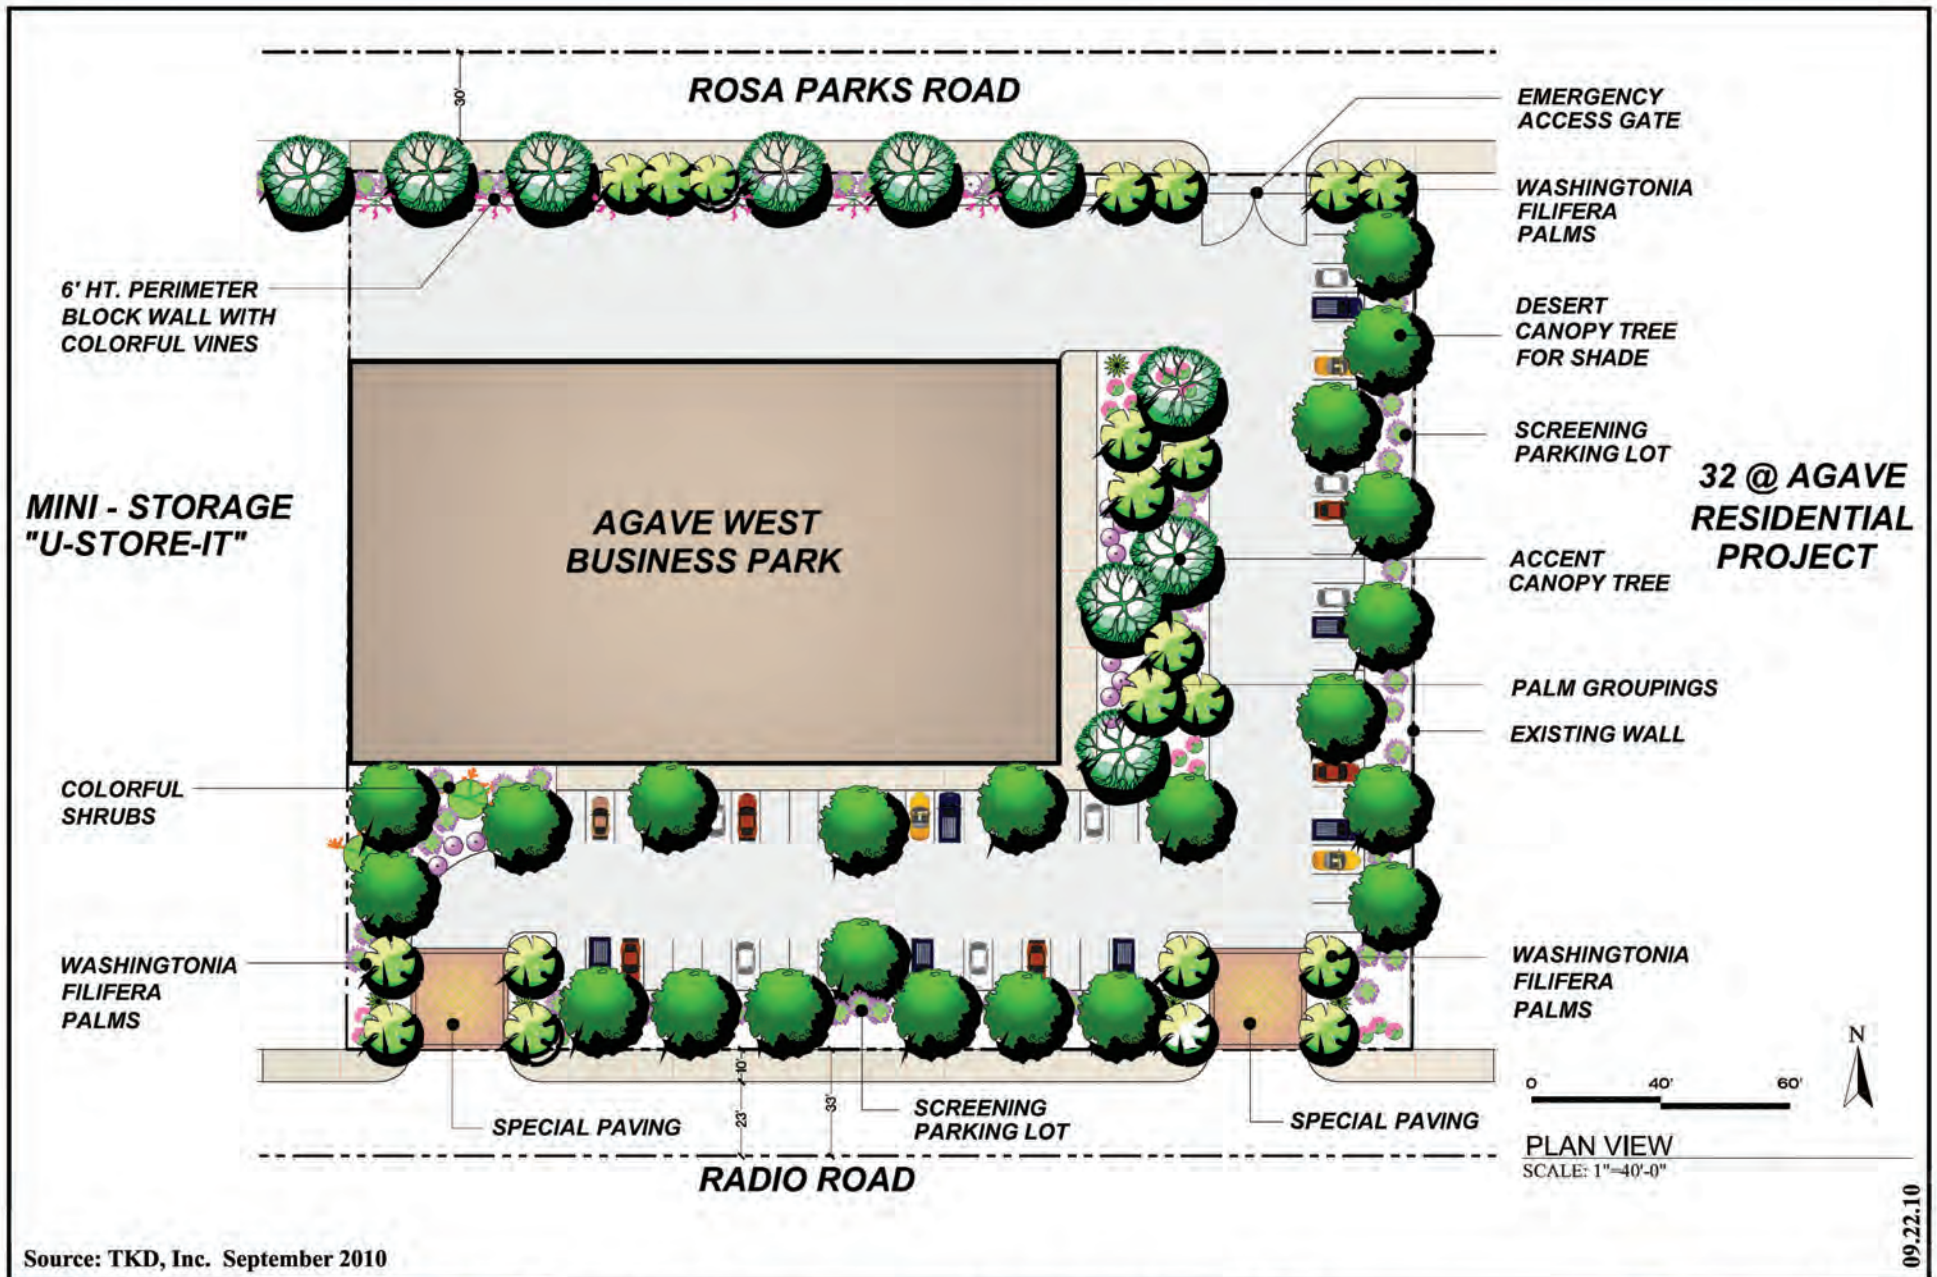 ROSA PARKS ROAD
30'
EMERGENCY
ACCESS GATE
WASHINGTONIA
FILIFERA
PALMS
6' HT. PERIMETER
BLOCK WALL WITH
COLORFUL VINES
DESERT
CANOPY TREE
FOR SHADE
SCREENING
PARKING LOT
32 @ AGAVE
RESIDENTIAL
PROJECT
MINI - STORAGE
"U-STORE-IT"
AGAVE WEST
BUSINESS PARK
ACCENT
CANOPY TREE
PALM GROUPINGS
EXISTING WALL
COLORFUL
SHRUBS
WASHINGTONIA
FILIFERA
PALMS
WASHINGTONIA
FILIFERA
PALMS
10'
23'
33'
SPECIAL PAVING
SCREENING
PARKING LOT
SPECIAL PAVING
RADIO ROAD
N
0 40' 60'
PLAN VIEW
SCALE: 1"=40'-0"
09.22.10
Source: TKD, Inc. September 2010